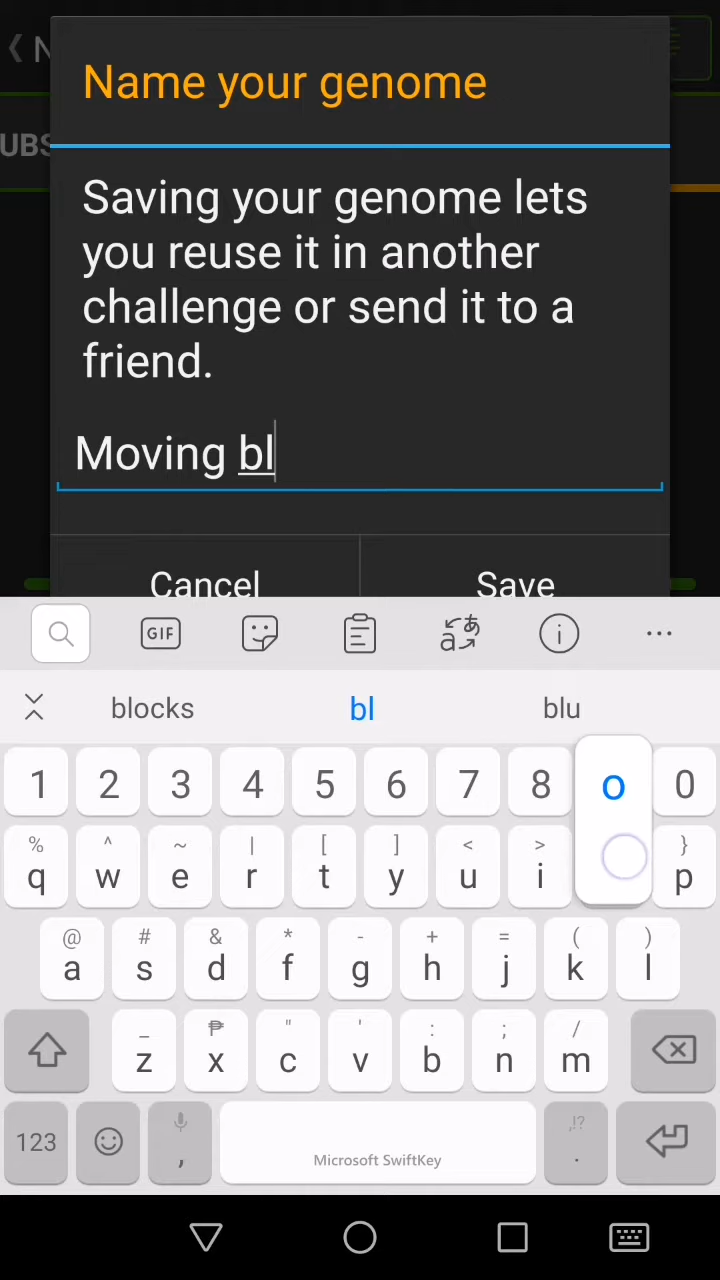 N
UBS
Name your genome
Saving your genome lets
you reuse it in another
challenge or send it to a
friend.
Moving bl
Cancel Save
GIF
blocks bl blu
1 2 3 4 5 6 7 8 o 0
% ^ ~ | [ ] < > }
q w e r t y u i p
@ # & * - + = ( )
a s d f g h j k l
_ ₱ " ' : ; /
z x c v b n m
,!?
123 , Microsoft SwiftKey .